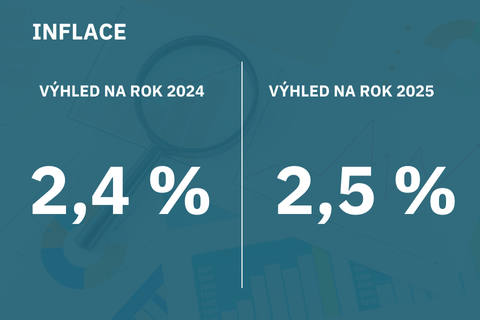 INFLACE
VÝHLED NA ROK 2024
2,4 %
VÝHLED NA ROK 2025
2,5 %